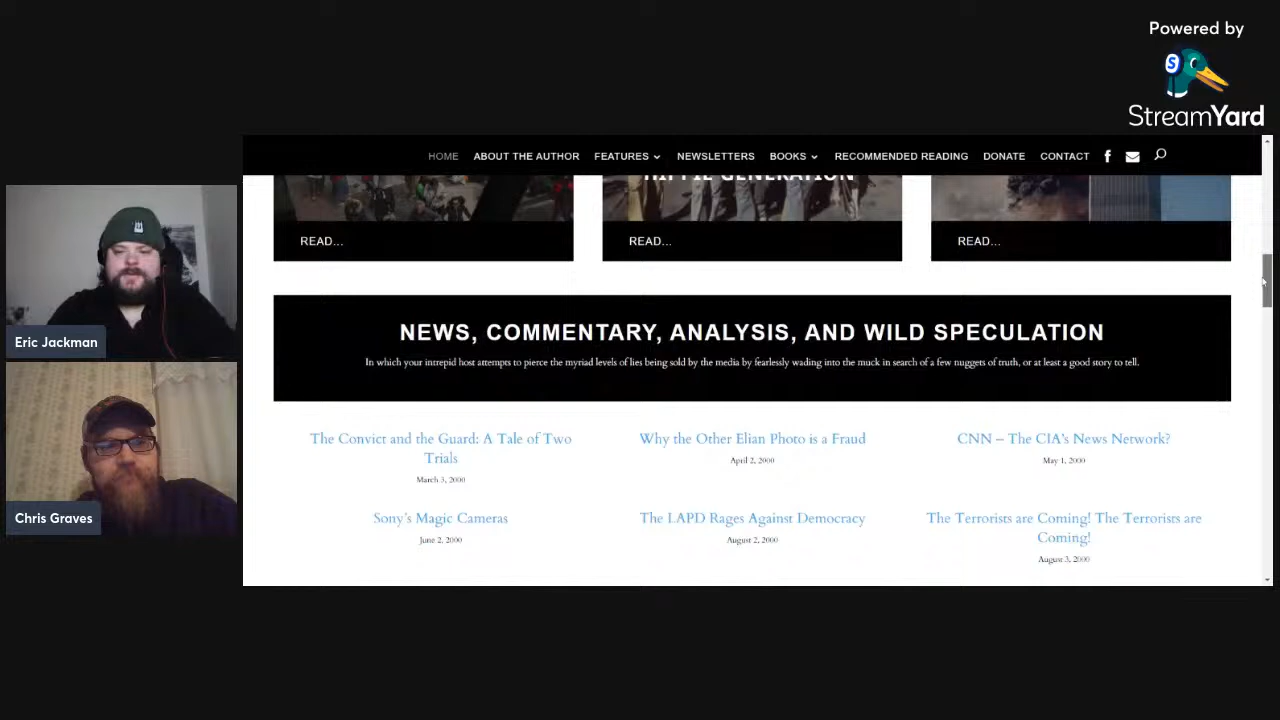 Powered by
StreamYard
HOME ABOUT THE AUTHOR FEATURES NEWSLETTERS BOOKS RECOMMENDED READING DONATE CONTACT
HIPPIE GENERATION
READ... READ... READ...
NEWS, COMMENTARY, ANALYSIS, AND WILD SPECULATION
In which your intrepid host attempts to pierce the myriad levels of lies being sold by the media by fearlessly wading into the muck in search of a few nuggets of truth, or at least a good story to tell.
The Convict and the Guard: A Tale of Two
Trials
March 3, 2000
Why the Other Elian Photo is a Fraud
April 2, 2000
CNN – The CIA's News Network?
May 1, 2000
Sony's Magic Cameras
June 2, 2000
The LAPD Rages Against Democracy
August 2, 2000
The Terrorists are Coming! The Terrorists are
Coming!
August 3, 2000
Eric Jackman
Chris Graves